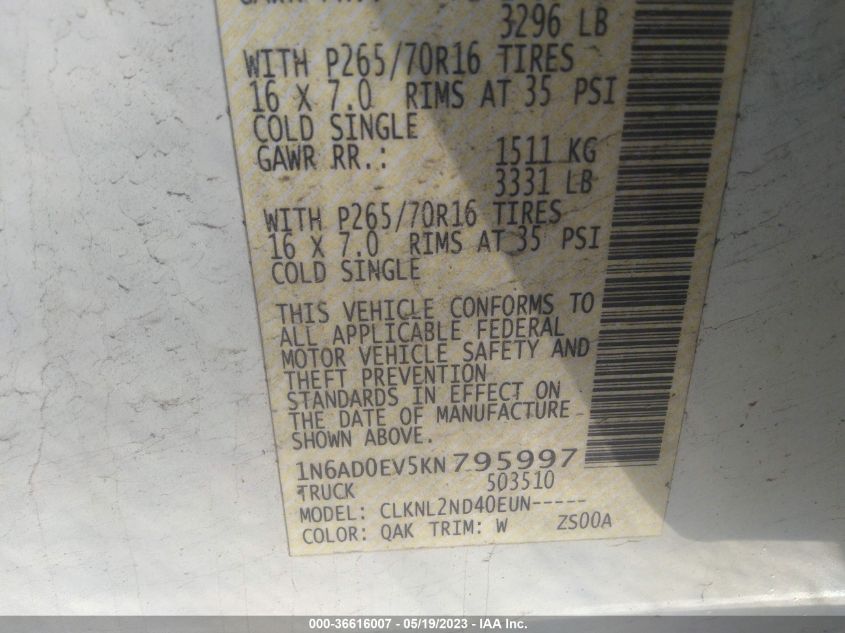 3296 LB
WITH P265/70R16 TIRES
16 X 7.0 RIMS AT 35 PSI
COLD SINGLE
GAWR RR.: 1511 KG
3331 LB
WITH P265/70R16 TIRES
16 X 7.0 RIMS AT 35 PSI
COLD SINGLE
THIS VEHICLE CONFORMS TO
ALL APPLICABLE FEDERAL
MOTOR VEHICLE SAFETY AND
THEFT PREVENTION
STANDARDS IN EFFECT ON
THE DATE OF MANUFACTURE
SHOWN ABOVE.
1N6AD0EV5KN795997
TRUCK 503510
MODEL: CLKNL2ND40EUN-----
COLOR: QAK TRIM: W ZS00A
000-36616007 - 05/19/2023 - IAA Inc.